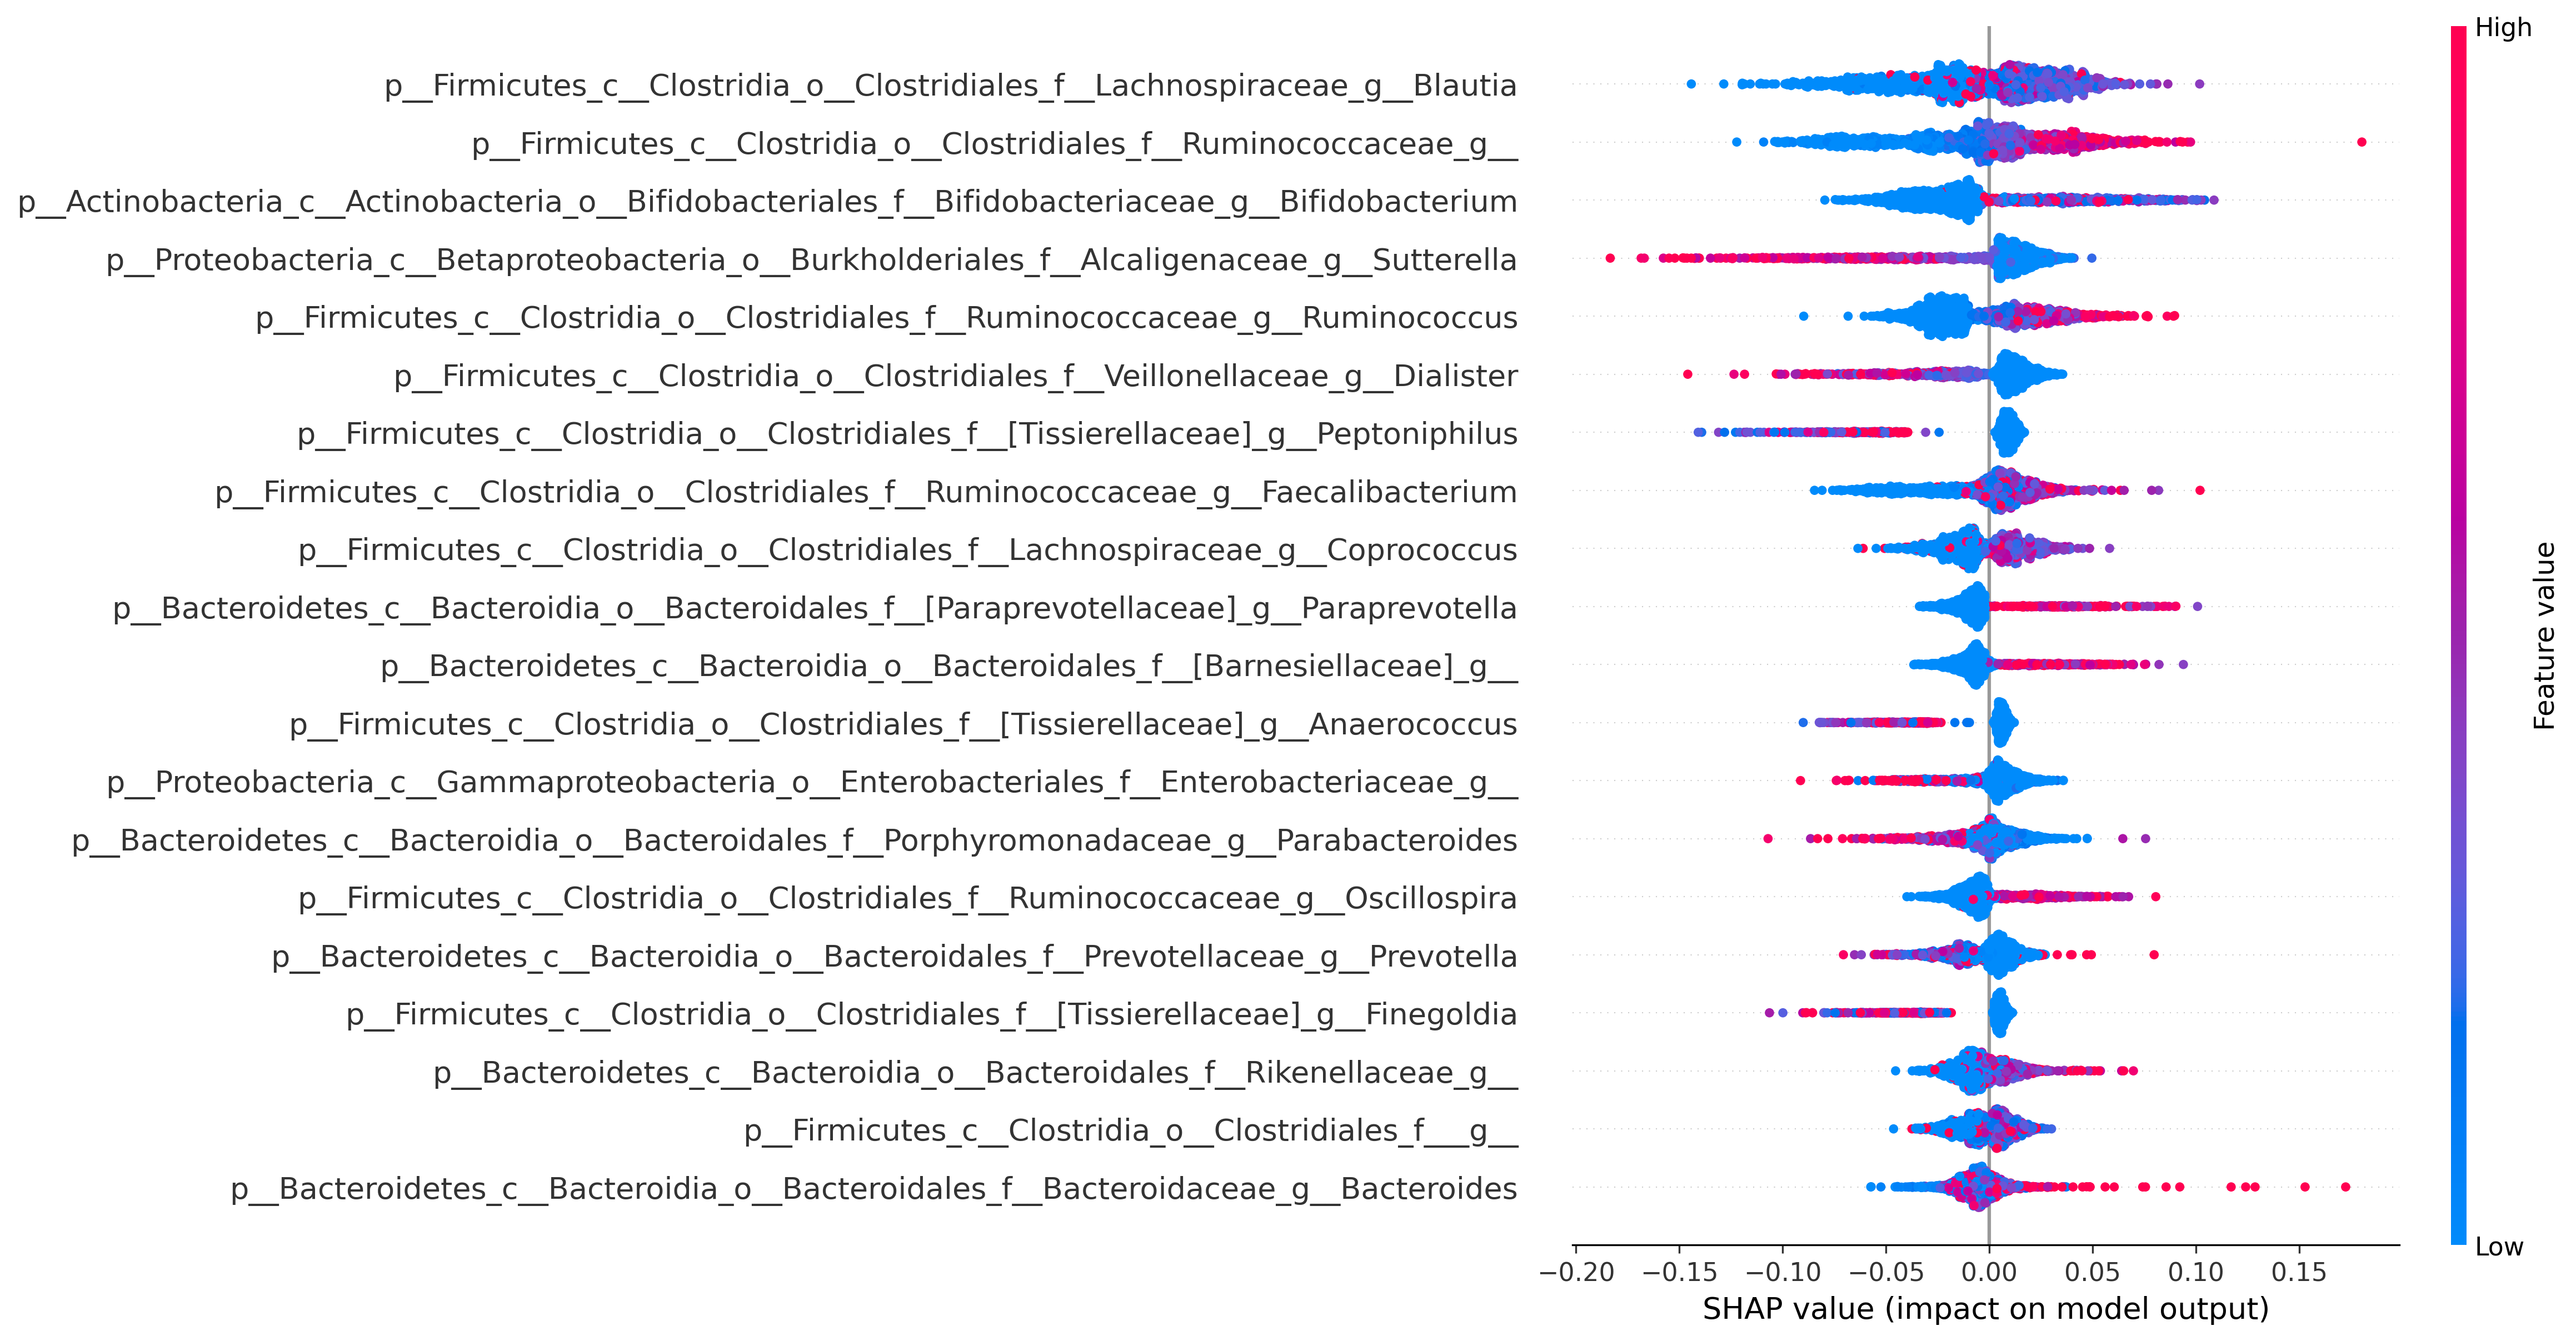 p__Firmicutes_c__Clostridia_o__Clostridiales_f__Lachnospiraceae_g__Blautia
p__Firmicutes_c__Clostridia_o__Clostridiales_f__Ruminococcaceae_g__
p__Actinobacteria_c__Actinobacteria_o__Bifidobacteriales_f__Bifidobacteriaceae_g__Bifidobacterium
p__Proteobacteria_c__Betaproteobacteria_o__Burkholderiales_f__Alcaligenaceae_g__Sutterella
p__Firmicutes_c__Clostridia_o__Clostridiales_f__Ruminococcaceae_g__Ruminococcus
p__Firmicutes_c__Clostridia_o__Clostridiales_f__Veillonellaceae_g__Dialister
p__Firmicutes_c__Clostridia_o__Clostridiales_f__[Tissierellaceae]_g__Peptoniphilus
p__Firmicutes_c__Clostridia_o__Clostridiales_f__Ruminococcaceae_g__Faecalibacterium
p__Firmicutes_c__Clostridia_o__Clostridiales_f__Lachnospiraceae_g__Coprococcus
p__Bacteroidetes_c__Bacteroidia_o__Bacteroidales_f__[Paraprevotellaceae]_g__Paraprevotella
p__Bacteroidetes_c__Bacteroidia_o__Bacteroidales_f__[Barnesiellaceae]_g__
p__Firmicutes_c__Clostridia_o__Clostridiales_f__[Tissierellaceae]_g__Anaerococcus
p__Proteobacteria_c__Gammaproteobacteria_o__Enterobacteriales_f__Enterobacteriaceae_g__
p__Bacteroidetes_c__Bacteroidia_o__Bacteroidales_f__Porphyromonadaceae_g__Parabacteroides
p__Firmicutes_c__Clostridia_o__Clostridiales_f__Ruminococcaceae_g__Oscillospira
p__Bacteroidetes_c__Bacteroidia_o__Bacteroidales_f__Prevotellaceae_g__Prevotella
p__Firmicutes_c__Clostridia_o__Clostridiales_f__[Tissierellaceae]_g__Finegoldia
p__Bacteroidetes_c__Bacteroidia_o__Bacteroidales_f__Rikenellaceae_g__
p__Firmicutes_c__Clostridia_o__Clostridiales_f___g__
p__Bacteroidetes_c__Bacteroidia_o__Bacteroidales_f__Bacteroidaceae_g__Bacteroides
−0.20 −0.15 −0.10 −0.05 0.00 0.05 0.10 0.15
SHAP value (impact on model output)
High
Feature value
Low